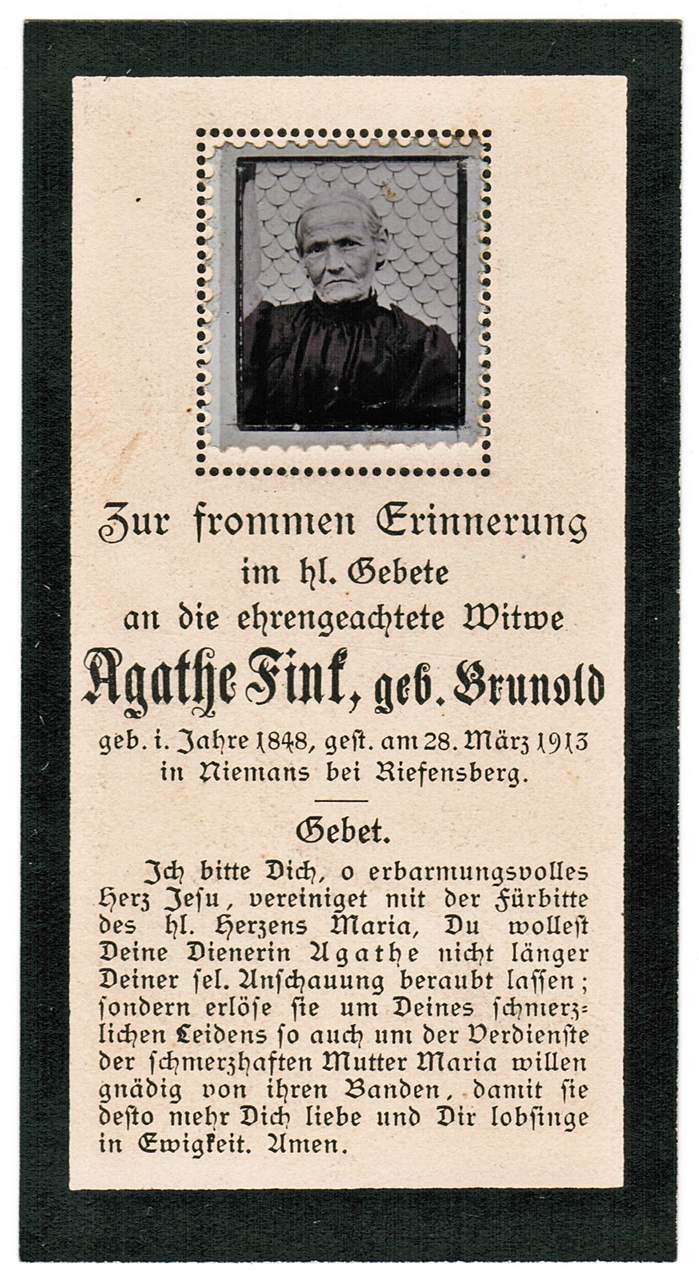 Zur frommen Erinnerung
im hl. Gebete
an die ehrengeachtete Witwe
Agathe Fink, geb. Brunold
geb. i. Jahre 1848, gest. am 28. März 1913
in Niemans bei Riefensberg.
Gebet.
Ich bitte Dich, o erbarmungsvolles
Herz Jesu, vereiniget mit der Fürbitte
des hl. Herzens Maria, Du wollest
Deine Dienerin Agathe nicht länger
Deiner sel. Anschauung beraubt lassen;
sondern erlöse sie um Deines schmerz-
lichen Leidens so auch um der Verdienste
der schmerzhaften Mutter Maria willen
gnädig von ihren Banden, damit sie
desto mehr Dich liebe und Dir lobsinge
in Ewigkeit. Amen.